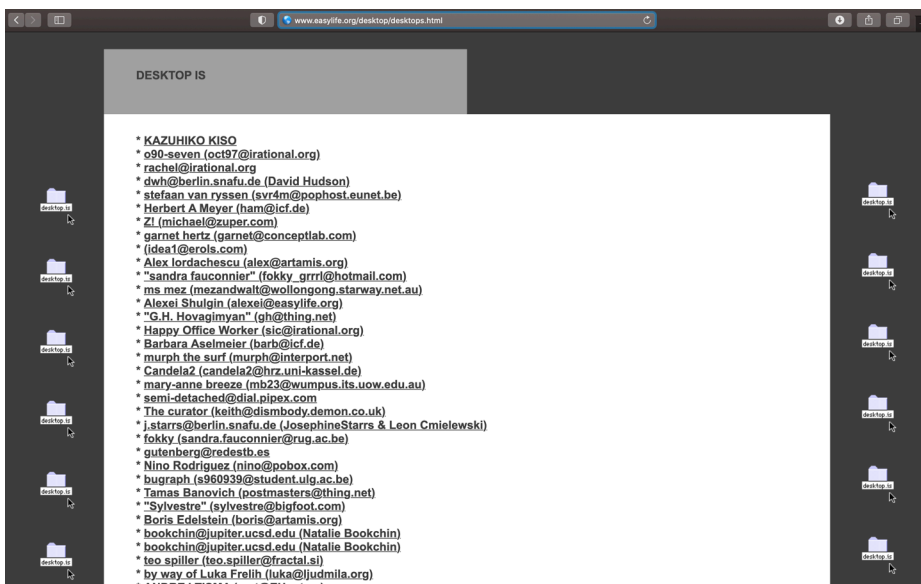 www.easylife.org/desktop/desktops.html
DESKTOP IS
* KAZUHIKO KISO
* o90-seven (oct97@irational.org)
* rachel@irational.org
* dwh@berlin.snafu.de (David Hudson)
* stefaan van ryssen (svr4m@pophost.eunet.be)
* Herbert A Meyer (ham@icf.de)
* Z! (michael@zuper.com)
* garnet hertz (garnet@conceptlab.com)
* (idea1@erols.com)
* Alex Iordachescu (alex@artamis.org)
* "sandra fauconnier" (fokky_grrrl@hotmail.com)
* ms mez (mezandwalt@wollongong.starway.net.au)
* Alexei Shulgin (alexei@easylife.org)
* "G.H. Hovagimyan" (gh@thing.net)
* Happy Office Worker (sic@irational.org)
* Barbara Aselmeier (barb@icf.de)
* murph the surf (murph@interport.net)
* Candela2 (candela2@hrz.uni-kassel.de)
* mary-anne breeze (mb23@wumpus.its.uow.edu.au)
* semi-detached@dial.pipex.com
* The curator (keith@dismbody.demon.co.uk)
* j.starrs@berlin.snafu.de (JosephineStarrs & Leon Cmielewski)
* fokky (sandra.fauconnier@rug.ac.be)
* gutenberg@redestb.es
* Nino Rodriguez (nino@pobox.com)
* bugraph (s960939@student.ulg.ac.be)
* Tamas Banovich (postmasters@thing.net)
* "Sylvestre" (sylvestre@bigfoot.com)
* Boris Edelstein (boris@artamis.org)
* bookchin@jupiter.ucsd.edu (Natalie Bookchin)
* bookchin@jupiter.ucsd.edu (Natalie Bookchin)
* teo spiller (teo.spiller@fractal.si)
* by way of Luka Frelih (luka@ljudmila.org)
desktop.is
desktop.is
desktop.is
desktop.is
desktop.is
desktop.is
desktop.is
desktop.is
desktop.is
desktop.is
desktop.is
desktop.is